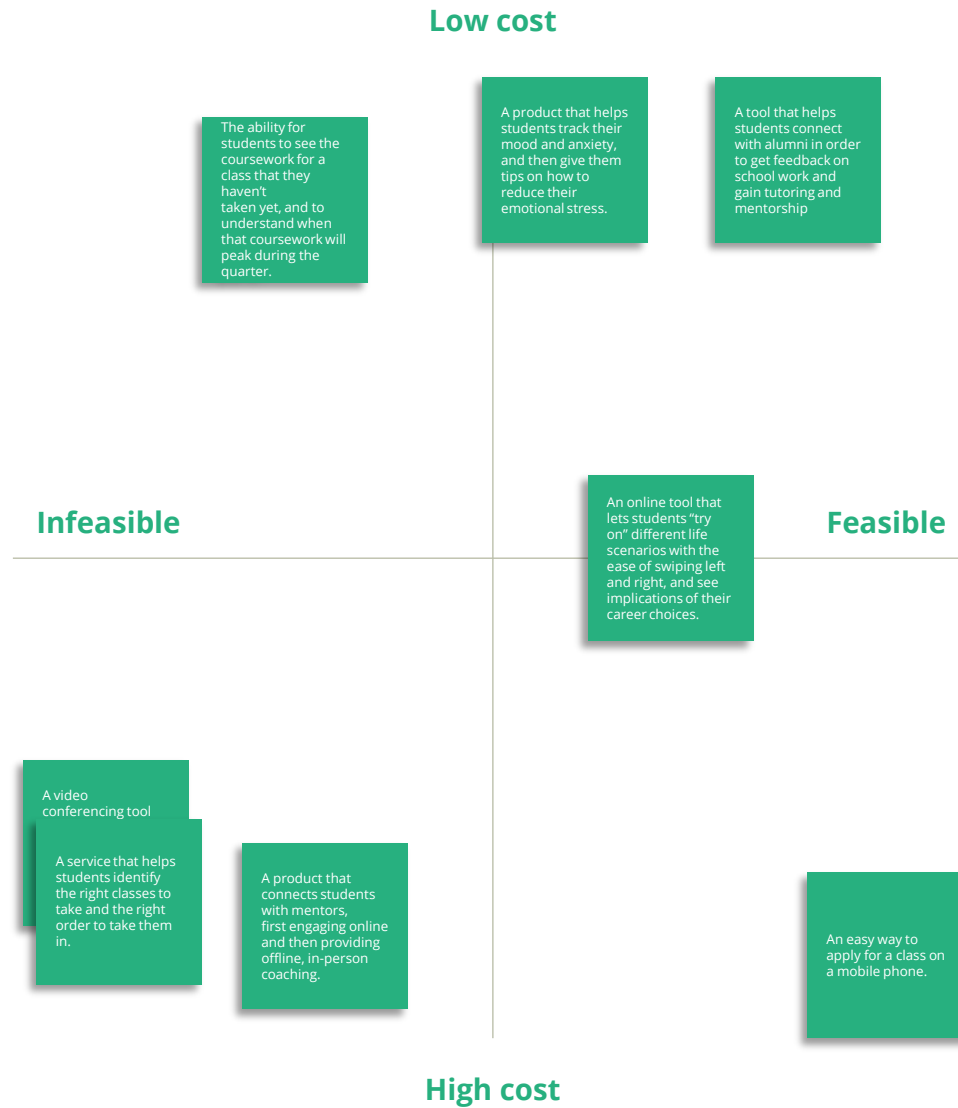 Low cost
The ability for
students to see the
coursework for a
class that they
haven’t
taken yet, and to
understand when
that coursework will
peak during the
quarter.
A product that helps
students track their
mood and anxiety,
and then give them
tips on how to
reduce their
emotional stress.
A tool that helps
students connect
with alumni in order
to get feedback on
school work and
gain tutoring and
mentorship
Infeasible
An online tool that
lets students “try
on” different life
scenarios with the
ease of swiping left
and right, and see
implications of their
career choices.
Feasible
A video
conferencing tool
A service that helps
students identify
the right classes to
take and the right
order to take them
in.
A product that
connects students
with mentors,
first engaging online
and then providing
offline, in-person
coaching.
An easy way to
apply for a class on
a mobile phone.
High cost